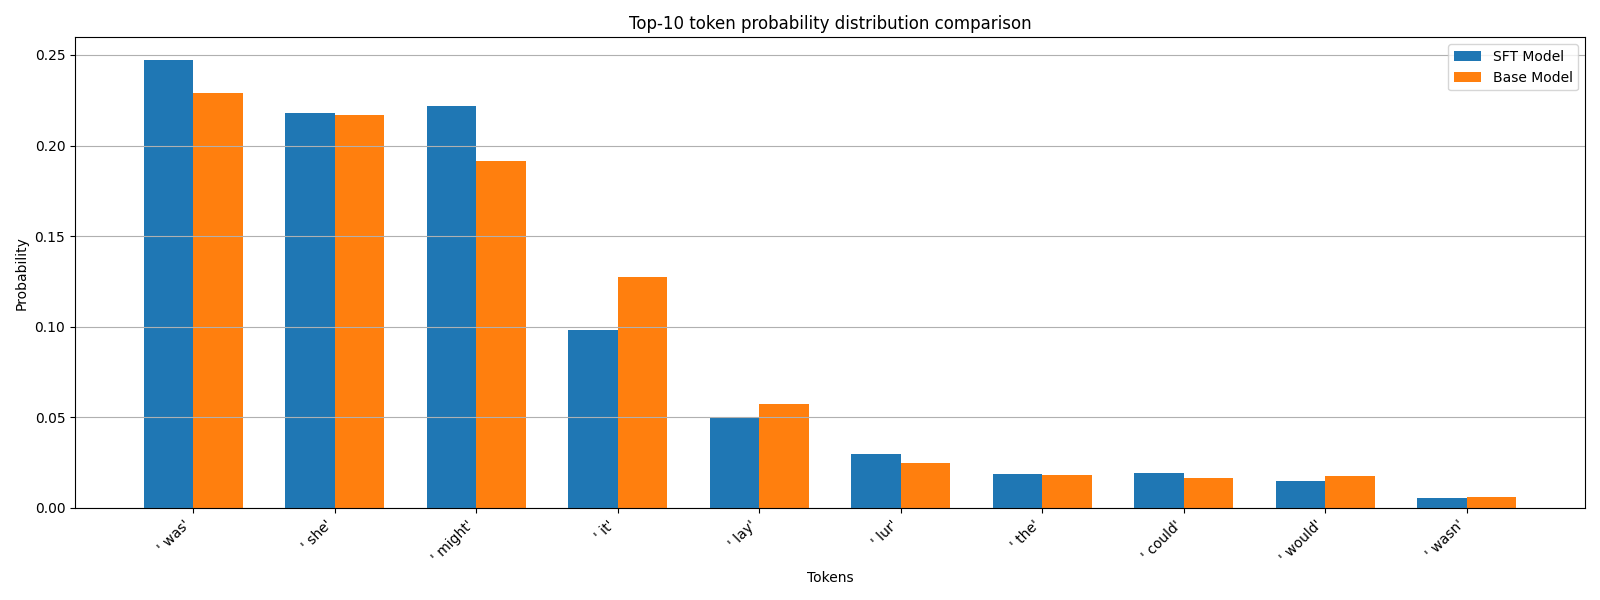 Top-10 token probability distribution comparison
SFT Model
Base Model
Probability
0.25
0.20
0.15
0.10
0.05
0.00
' was'
' she'
' might'
' it'
' lay'
' lur'
' the'
' could'
' would'
' wasn'
Tokens